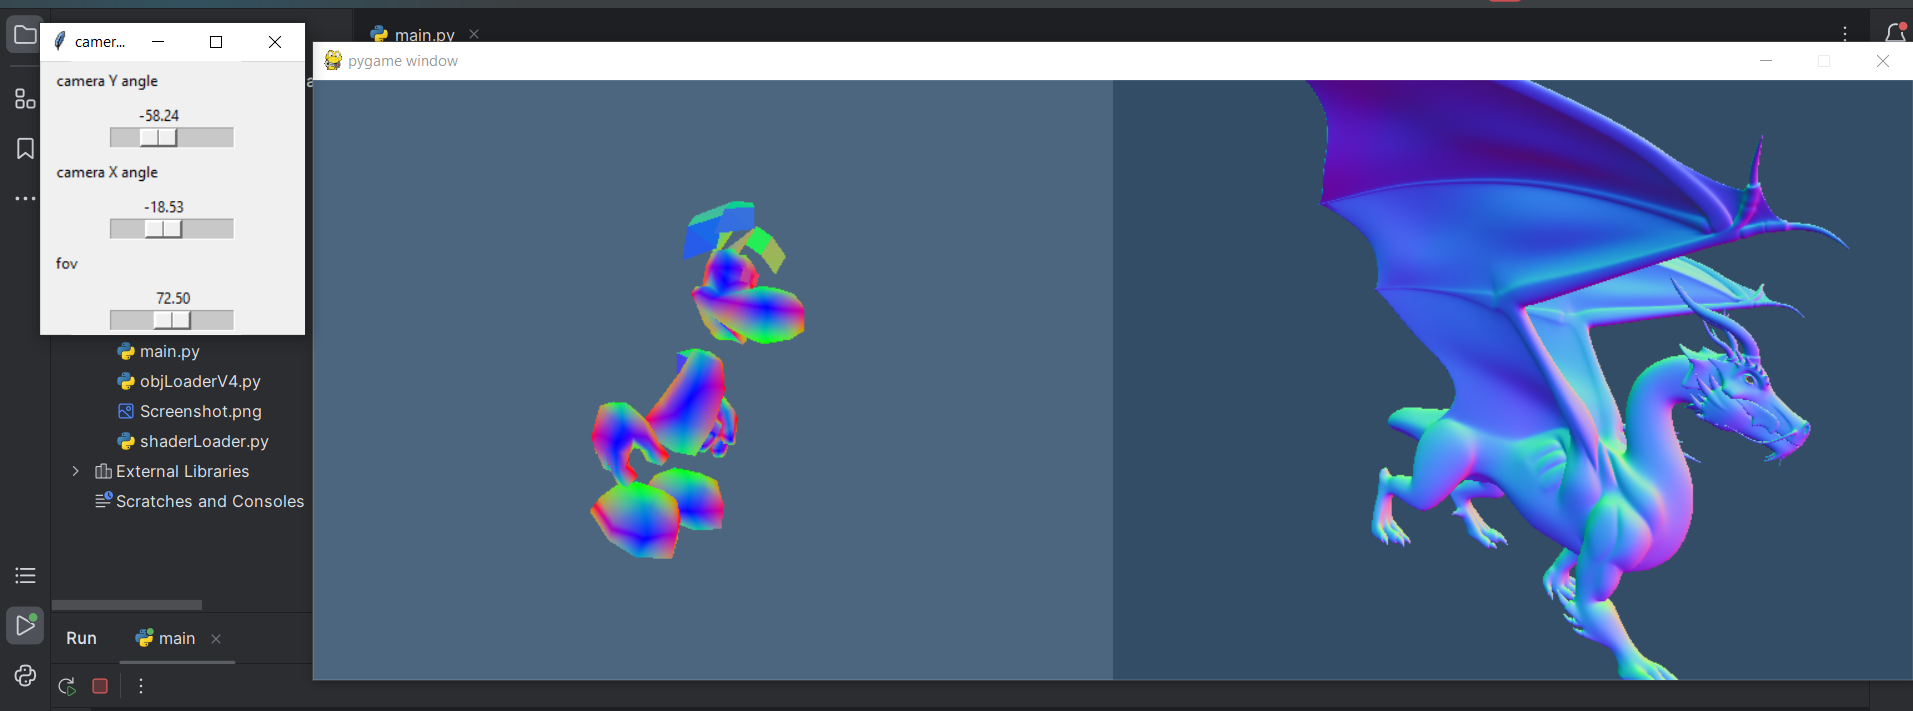 camer...
camera Y angle
-58.24
camera X angle
-18.53
fov
72.50
main.py
pygame window
main.py
objLoaderV4.py
Screenshot.png
shaderLoader.py
External Libraries
Scratches and Consoles
Run
main